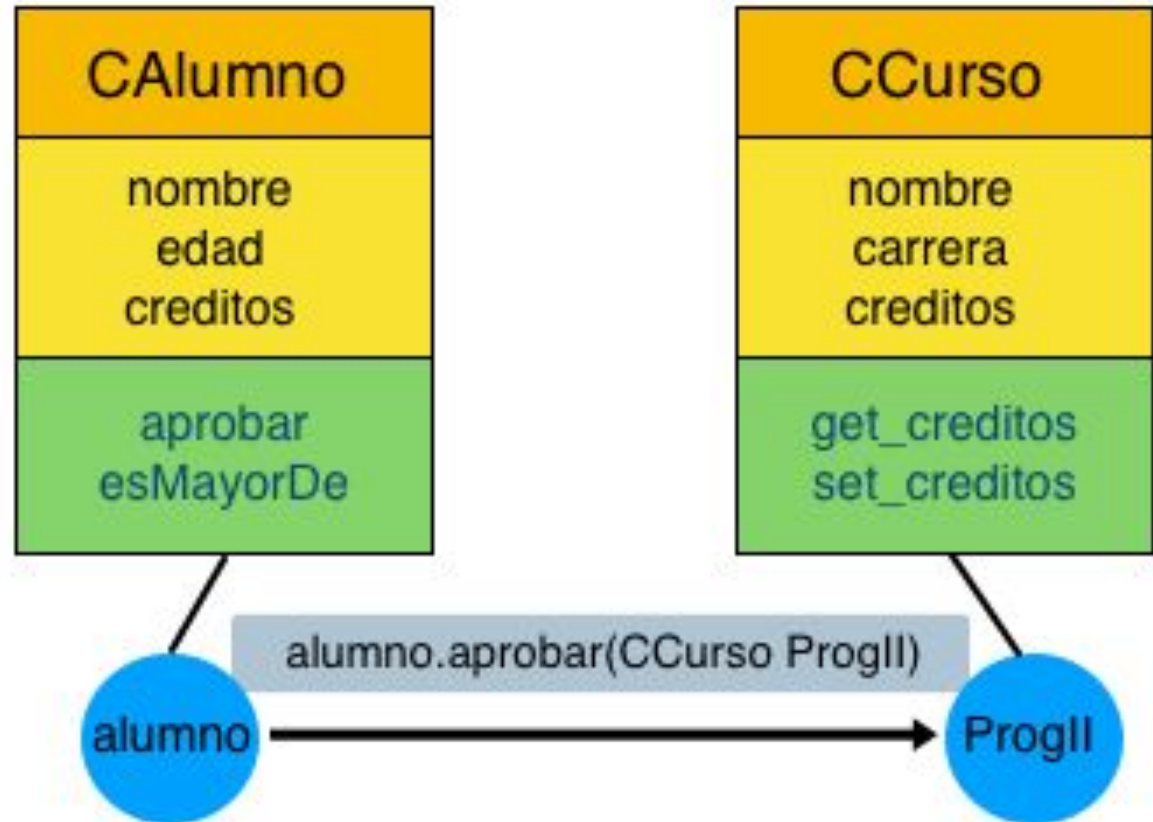 CAlumno
nombre
edad
creditos
aprobar
esMayorDe
CCurso
nombre
carrera
creditos
get_creditos
set_creditos
alumno.aprobar(CCurso ProgII)
alumno
ProgII